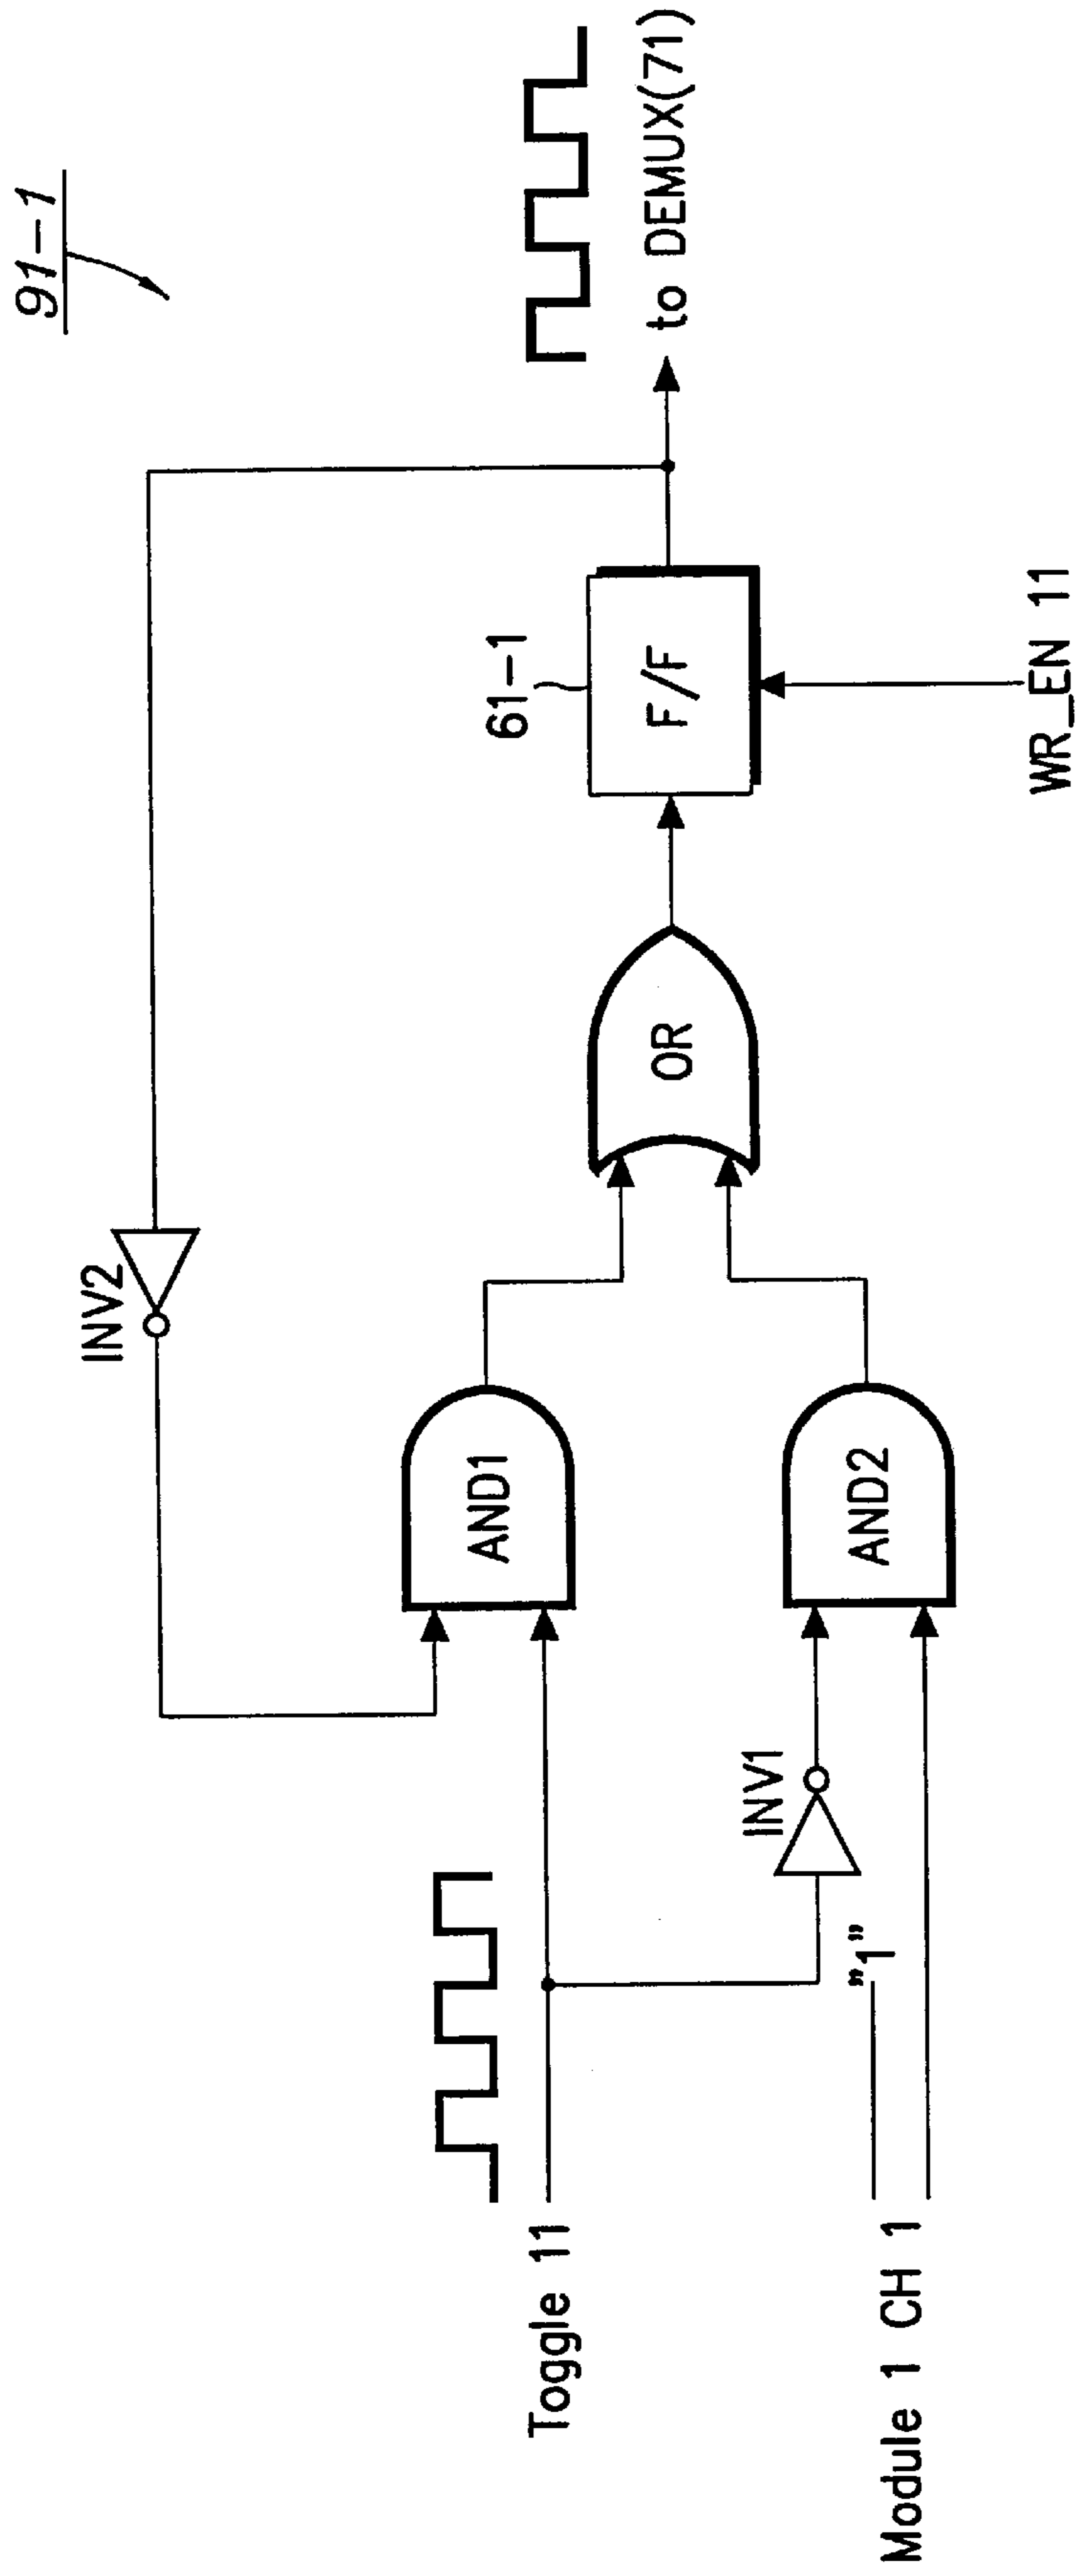 91-1
INV2
to DEMUX(71)
61-1
F/F
WR_EN 11
OR
AND1
AND2
INV1
Toggle 11
"1"
Module 1 CH 1